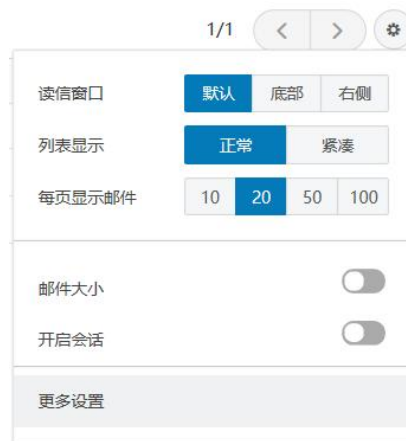 1/1
读信窗口 默认 底部 右侧
列表显示 正常 紧凑
每页显示邮件 10 20 50 100
邮件大小
开启会话
更多设置